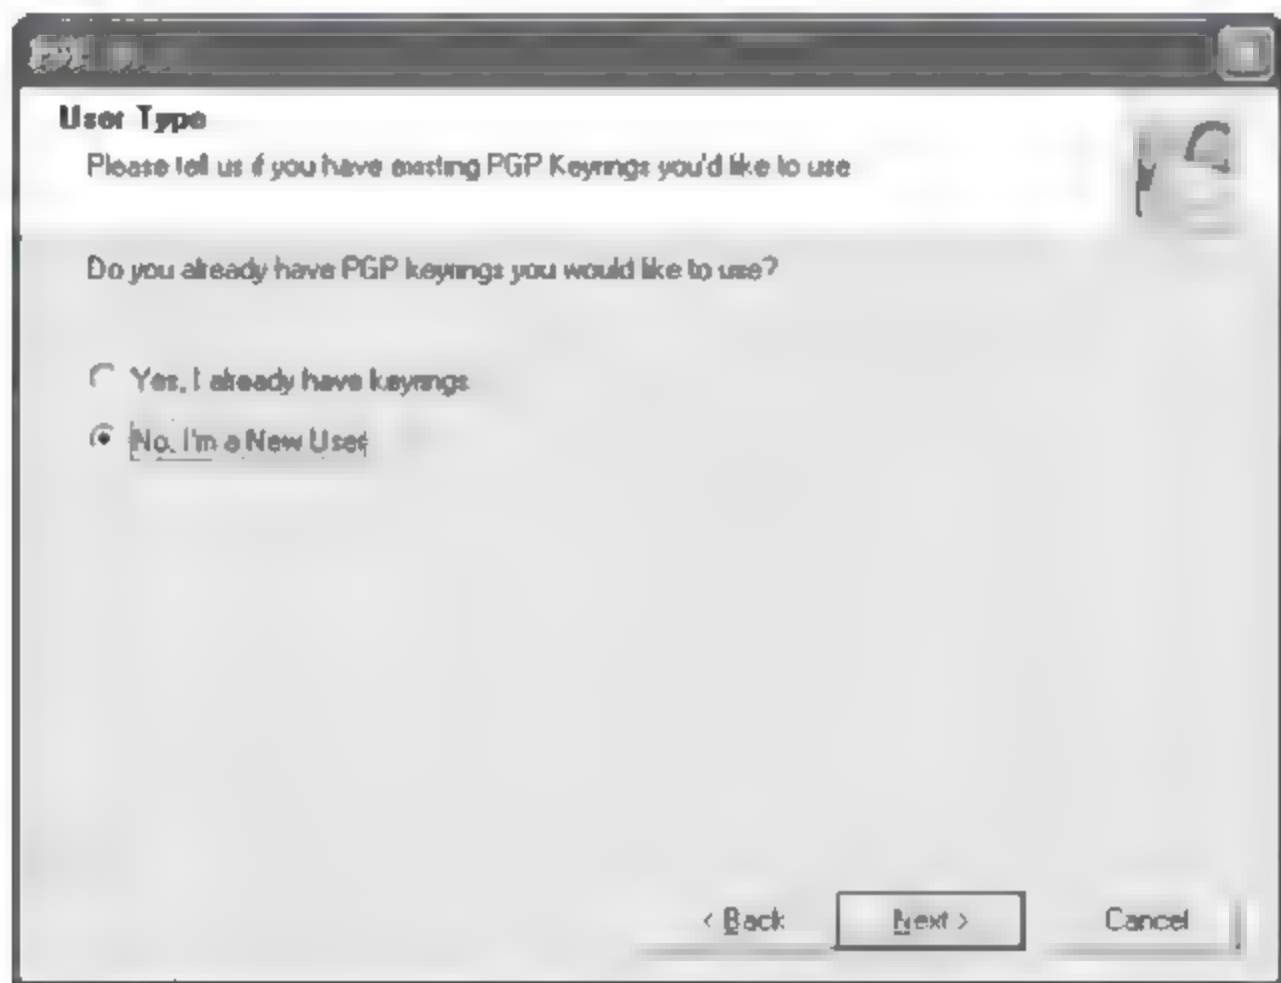 User Type
Please tell us if you have existing PGP Keyrings you'd like to use
Do you already have PGP keyrings you would like to use?
Yes, I already have keyrings
No, I'm a New User
< Back
Next >
Cancel